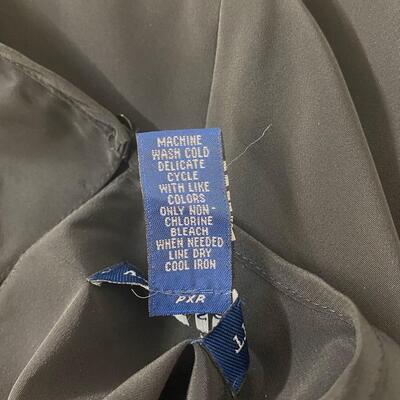 MACHINE
WASH COLD
DELICATE
CYCLE
WITH LIKE
COLORS
ONLY NON-
CHLORINE
BLEACH
WHEN NEEDED
LINE DRY
COOL IRON
PXR